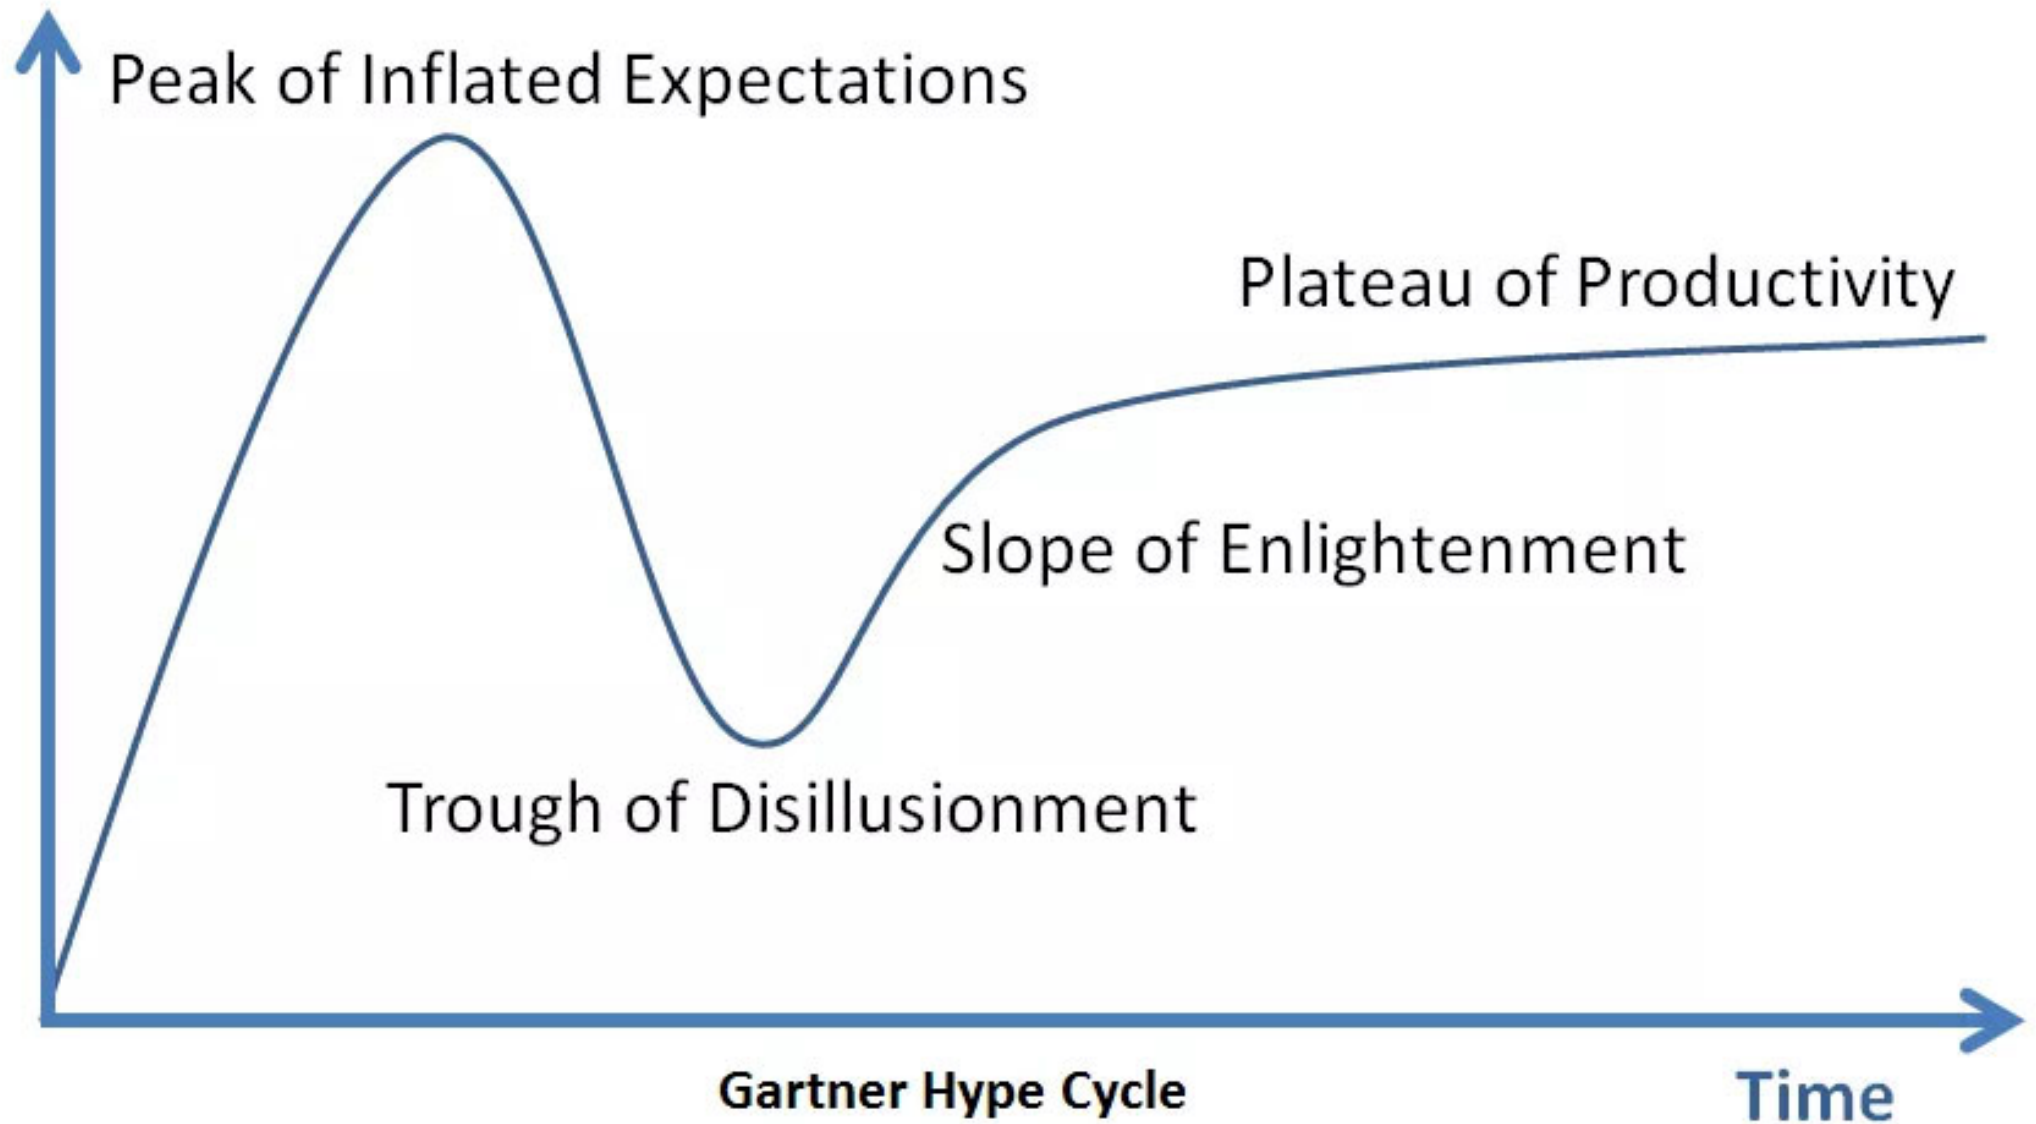 Peak of Inflated Expectations
Plateau of Productivity
Slope of Enlightenment
Trough of Disillusionment
Gartner Hype Cycle
Time